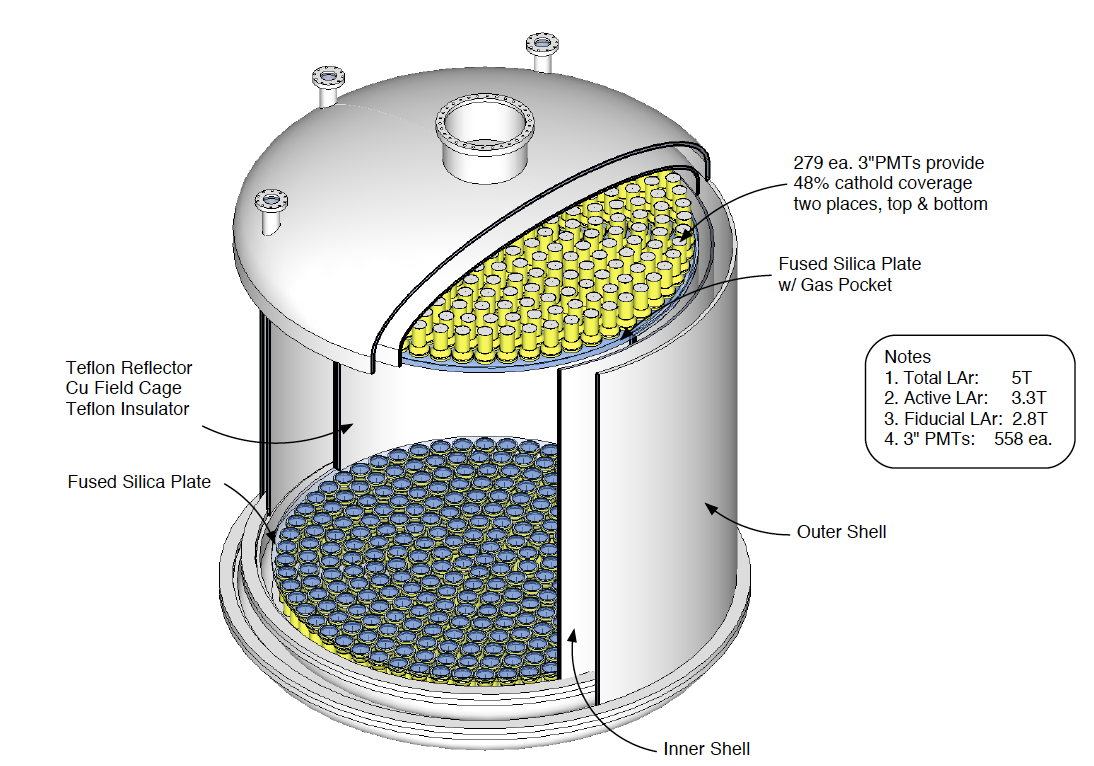 279 ea. 3"PMTs provide
48% cathold coverage
two places, top & bottom
Fused Silica Plate
w/ Gas Pocket
Teflon Reflector
Cu Field Cage
Teflon Insulator
Notes
1. Total LAr: 5T
2. Active LAr: 3.3T
3. Fiducial LAr: 2.8T
4. 3" PMTs: 558 ea.
Fused Silica Plate
Outer Shell
Inner Shell